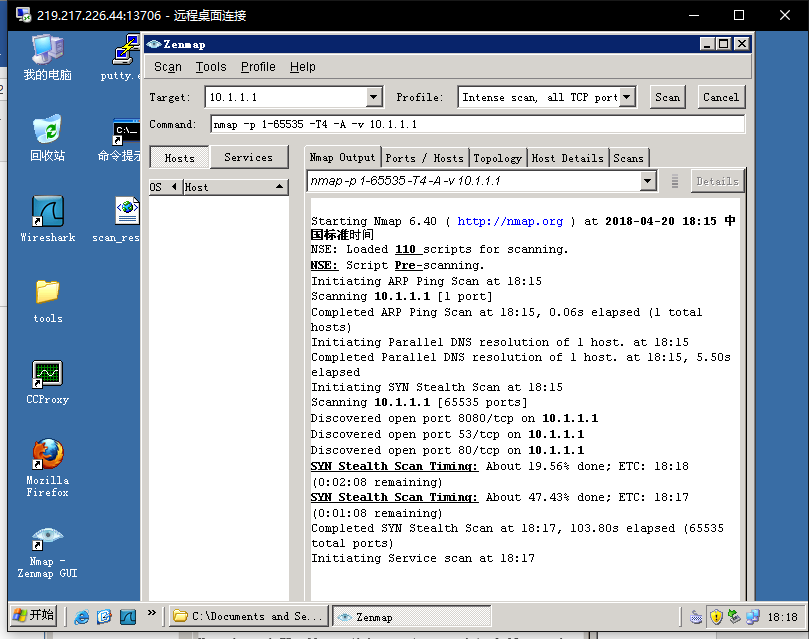 219.217.226.44:13706 - 远程桌面连接
我的电脑
putty.e
回收站
命令提示
Wireshark
scan_res
tools
CCProxy
Mozilla
Firefox
Nmap -
Zenmap GUI
Zenmap
Scan Tools Profile Help
Target: 10.1.1.1 Profile: Intense scan, all TCP port Scan Cancel
Command: nmap -p 1-65535 -T4 -A -v 10.1.1.1
Hosts Services
OS Host
Nmap Output Ports / Hosts Topology Host Details Scans
nmap -p 1-65535 -T4 -A -v 10.1.1.1 Details
Starting Nmap 6.40 ( http://nmap.org ) at 2018-04-20 18:15 中
国标准时间
NSE: Loaded 110 scripts for scanning.
NSE: Script Pre-scanning.
Initiating ARP Ping Scan at 18:15
Scanning 10.1.1.1 [1 port]
Completed ARP Ping Scan at 18:15, 0.06s elapsed (1 total
hosts)
Initiating Parallel DNS resolution of 1 host. at 18:15
Completed Parallel DNS resolution of 1 host. at 18:15, 5.50s
elapsed
Initiating SYN Stealth Scan at 18:15
Scanning 10.1.1.1 [65535 ports]
Discovered open port 8080/tcp on 10.1.1.1
Discovered open port 53/tcp on 10.1.1.1
Discovered open port 80/tcp on 10.1.1.1
SYN Stealth Scan Timing: About 19.56% done; ETC: 18:18
(0:02:08 remaining)
SYN Stealth Scan Timing: About 47.43% done; ETC: 18:17
(0:01:08 remaining)
Completed SYN Stealth Scan at 18:17, 103.80s elapsed (65535
total ports)
Initiating Service scan at 18:17
开始 » C:\Documents and Se... Zenmap 18:18